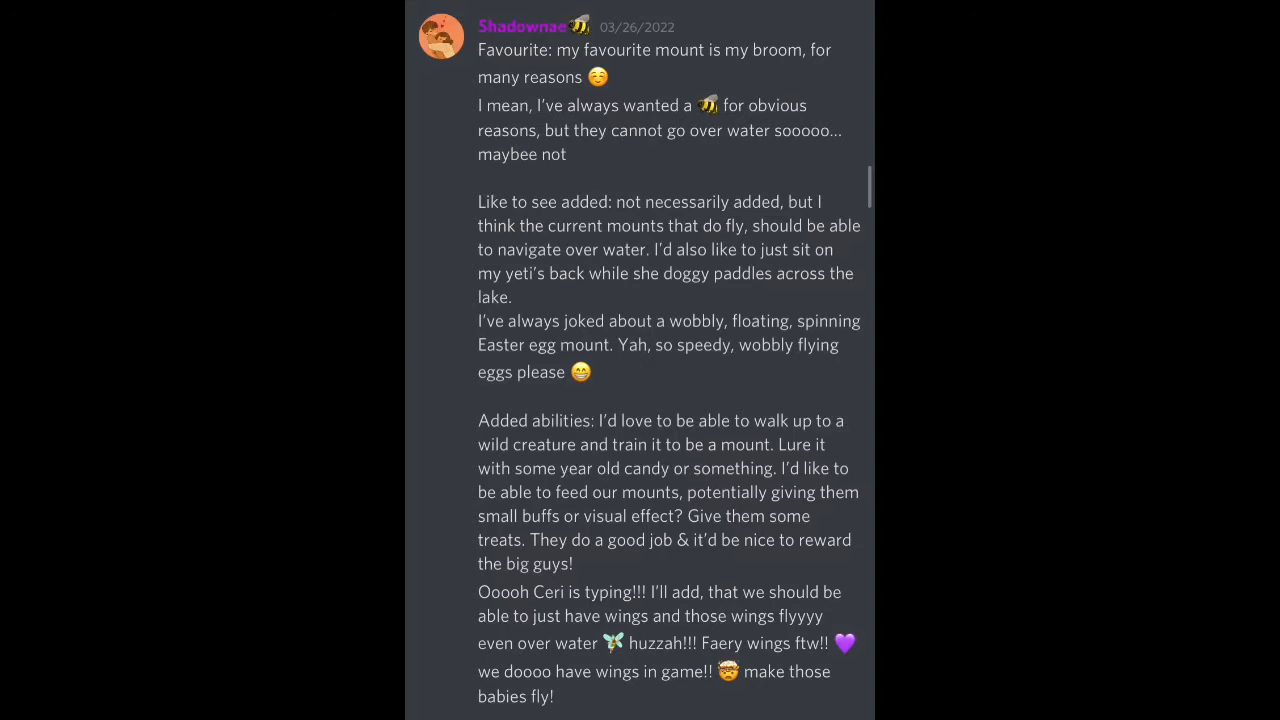 Shadownae🐝 03/26/2022
Favourite: my favourite mount is my broom, for
many reasons ☺️
I mean, I've always wanted a 🐝 for obvious
reasons, but they cannot go over water sooooo...
maybee not
Like to see added: not necessarily added, but I
think the current mounts that do fly, should be able
to navigate over water. I'd also like to just sit on
my yeti's back while she doggy paddles across the
lake.
I've always joked about a wobbly, floating, spinning
Easter egg mount. Yah, so speedy, wobbly flying
eggs please 😁
Added abilities: I'd love to be able to walk up to a
wild creature and train it to be a mount. Lure it
with some year old candy or something. I'd like to
be able to feed our mounts, potentially giving them
small buffs or visual effect? Give them some
treats. They do a good job & it'd be nice to reward
the big guys!
Ooooh Ceri is typing!!! I'll add, that we should be
able to just have wings and those wings flyyyy
even over water 🧚 huzzah!!! Faery wings ftw!! 💜
we doooo have wings in game!! 🤯 make those
babies fly!